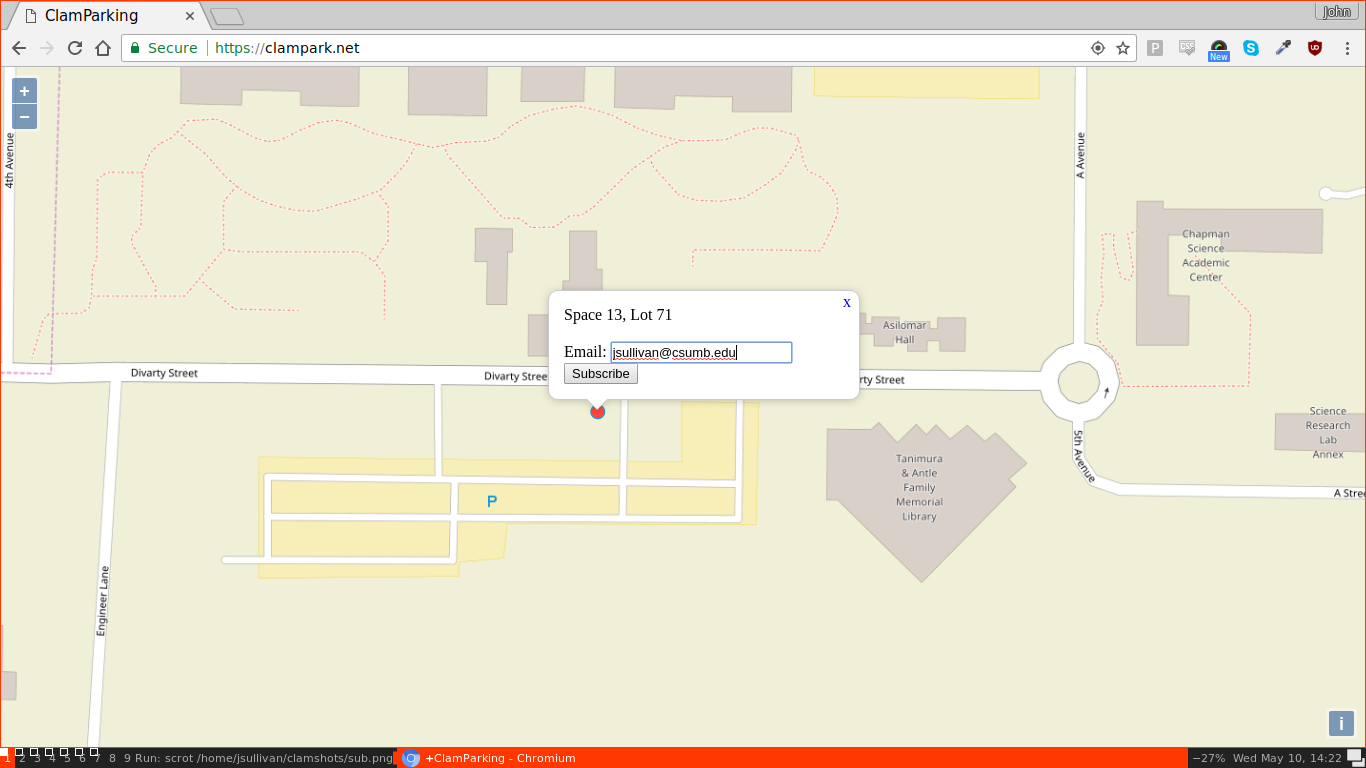 ClamParking
John
Secure https://clampark.net
P
CSE
New
S
+
−
4th Avenue
A Avenue
Chapman
Science
Academic
Center
x
Space 13, Lot 71
Asilomar
Hall
Email: jsullivan@csumb.edu
Divarty Street
Divarty Stree
rty Street
Subscribe
Science
Research
Lab
Annex
5th Avenue
Tanimura
& Antle
Family
Memorial
Library
A Stree
P
Engineer Lane
i
1 2 3 4 5 6 7 8 9 Run: scrot /home/jsullivan/clamshots/sub.png +ClamParking - Chromium −27% Wed May 10, 14:22